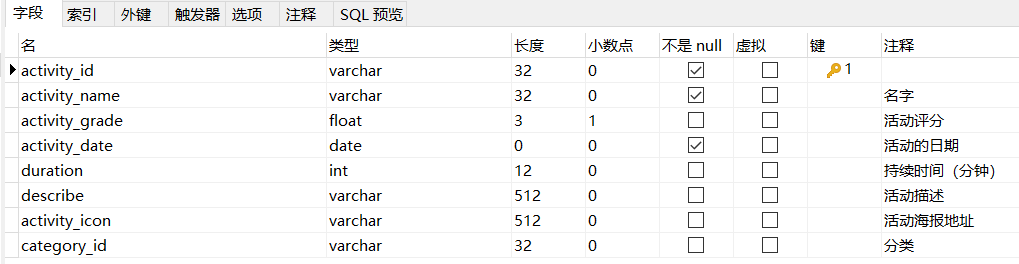 字段 索引 外键 触发器 选项 注释 SQL 预览
名 类型 长度 小数点 不是 null 虚拟 键 注释
activity_id varchar 32 0 1
activity_name varchar 32 0 名字
activity_grade float 3 1 活动评分
activity_date date 0 0 活动的日期
duration int 12 0 持续时间（分钟）
describe varchar 512 0 活动描述
activity_icon varchar 512 0 活动海报地址
category_id varchar 32 0 分类